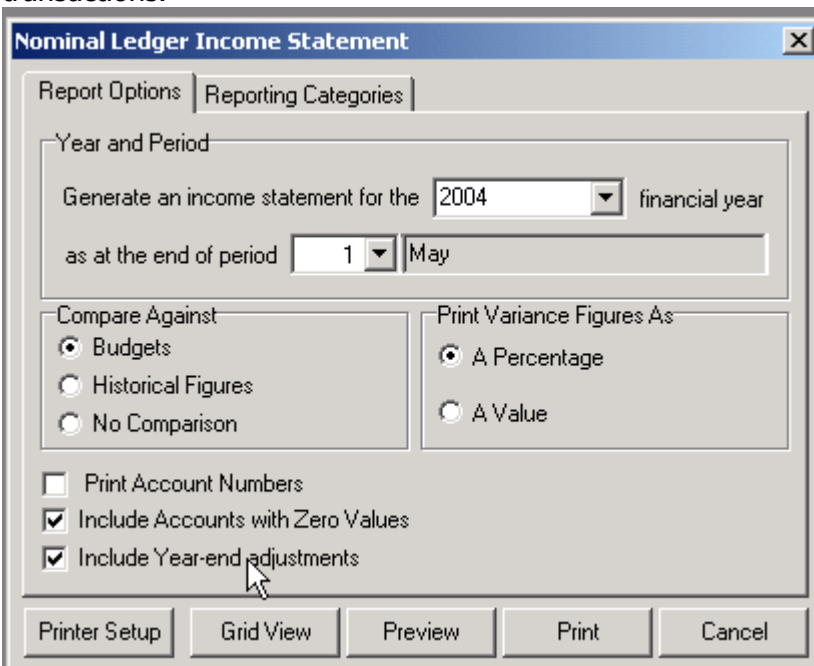 transactions.
Nominal Ledger Income Statement
Report Options Reporting Categories
Year and Period
Generate an income statement for the 2004 financial year
as at the end of period 1 May
Compare Against Print Variance Figures As
Budgets
A Percentage
Historical Figures
A Value
No Comparison
Print Account Numbers
Include Accounts with Zero Values
Include Year-end adjustments
Printer Setup Grid View Preview Print Cancel